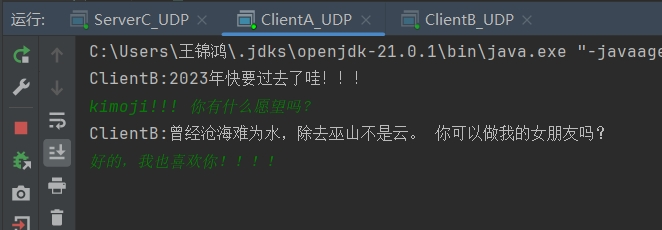 运行: ServerC_UDP ClientA_UDP ClientB_UDP
C:\Users\王锦鸿\.jdks\openjdk-21.0.1\bin\java.exe "-javaage
ClientB:2023年快要过去了哇！！！
kimoji!!! 你有什么愿望吗？
ClientB:曾经沧海难为水，除去巫山不是云。 你可以做我的女朋友吗？
好的，我也喜欢你！！！！